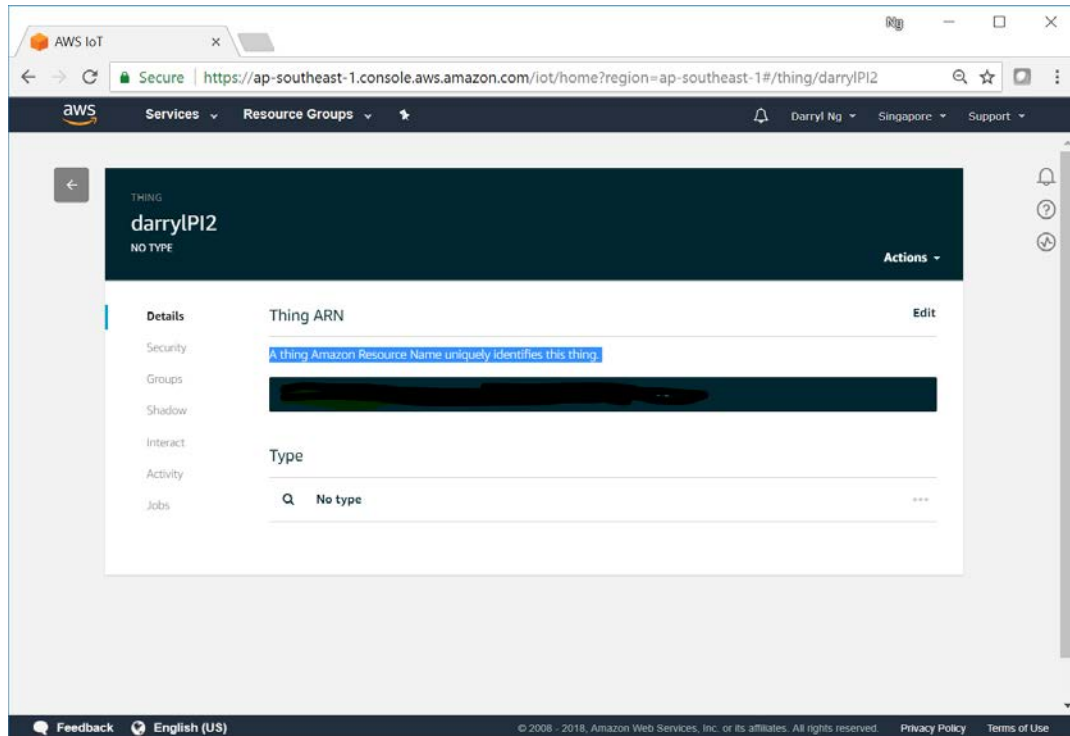 AWS IoT
Ng
Secure https://ap-southeast-1.console.aws.amazon.com/iot/home?region=ap-southeast-1#/thing/darrylPI2
aws Services Resource Groups Darryl Ng Singapore Support
THING
darrylPI2
NO TYPE
Actions
Details
Security
Groups
Shadow
Interact
Activity
Jobs
Thing ARN Edit
A thing Amazon Resource Name uniquely identifies this thing.
Type
No type
Feedback English (US) © 2008 - 2018, Amazon Web Services, Inc. or its affiliates. All rights reserved. Privacy Policy Terms of Use